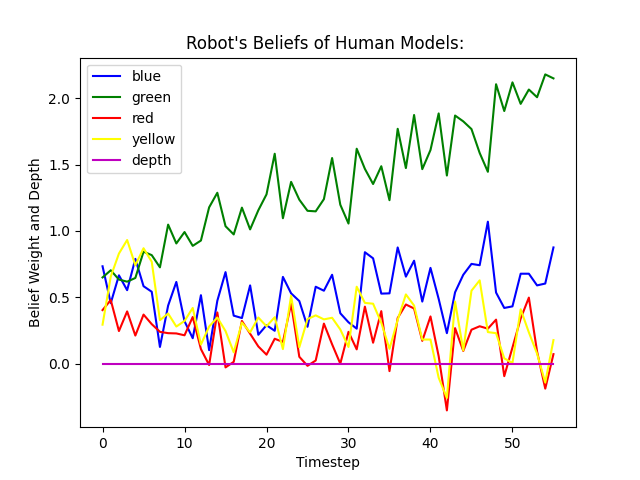 Robot's Beliefs of Human Models:
blue
green
red
yellow
depth
Belief Weight and Depth
2.0
1.5
1.0
0.5
0.0
0 10 20 30 40 50
Timestep